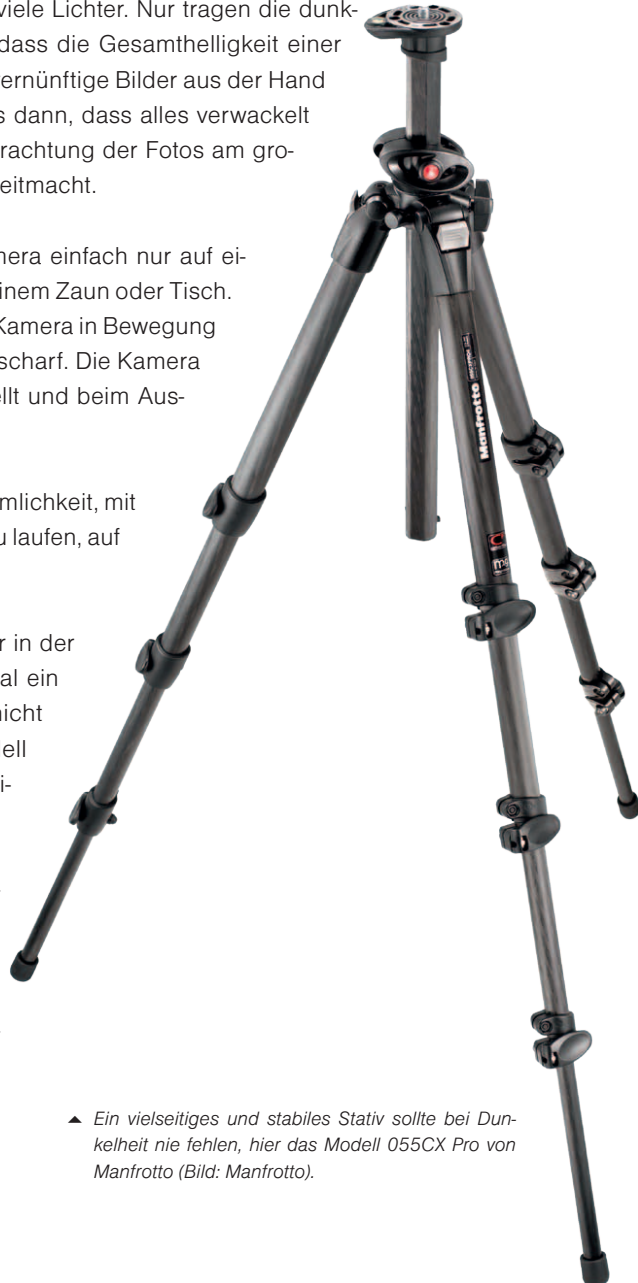 viele Lichter. Nur tragen die dunk-
dass die Gesamthelligkeit einer
ernünftige Bilder aus der Hand
s dann, dass alles verwackelt
rachtung der Fotos am gro-
eitmacht.
nera einfach nur auf ei-
inem Zaun oder Tisch.
Kamera in Bewegung
scharf. Die Kamera
ellt und beim Aus-
mlichkeit, mit
u laufen, auf
r in der
al ein
nicht
ell
i-
Manfrotto
▲ Ein vielseitiges und stabiles Stativ sollte bei Dun-
kelheit nie fehlen, hier das Modell 055CX Pro von
Manfrotto (Bild: Manfrotto).